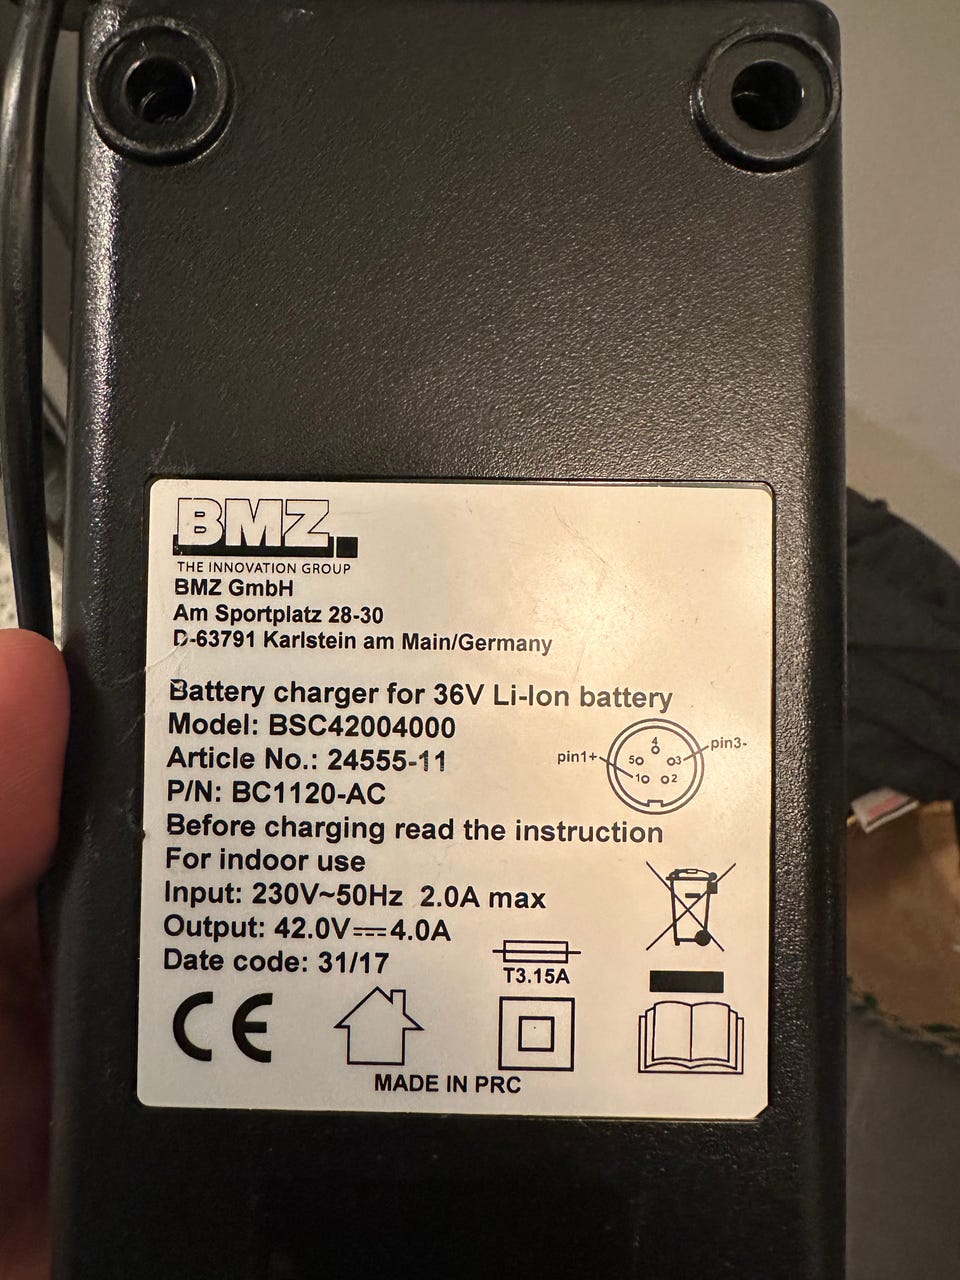 BMZ
THE INNOVATION GROUP
BMZ GmbH
Am Sportplatz 28-30
D-63791 Karlstein am Main/Germany
Battery charger for 36V Li-Ion battery
Model: BSC42004000
Article No.: 24555-11
P/N: BC1120-AC
pin1+ 4 pin3-
5 3
1 2
Before charging read the instruction
For indoor use
Input: 230V~50Hz 2.0A max
Output: 42.0V⎓4.0A
T3.15A
Date code: 31/17
CE
MADE IN PRC